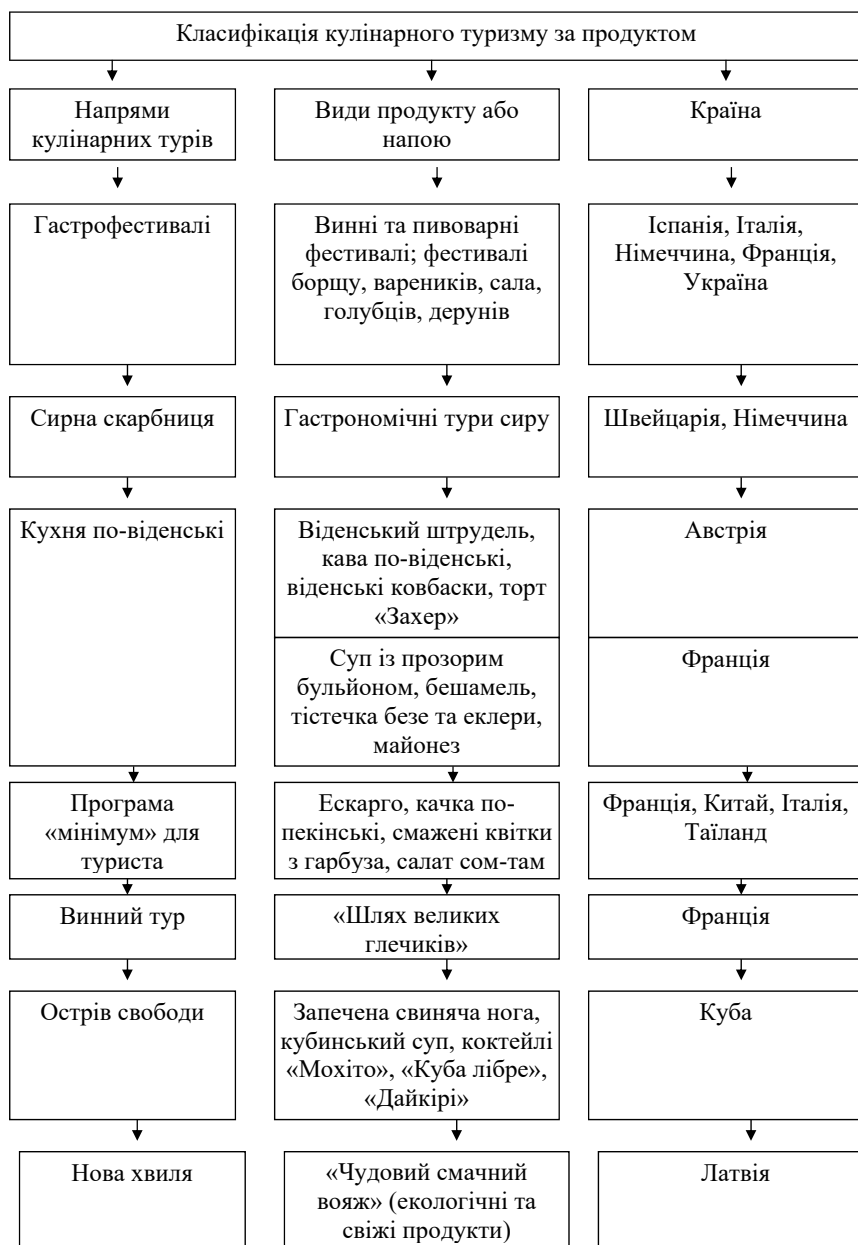 Класифікація кулінарного туризму за продуктом
Напрями
кулінарних турів
Види продукту або
напою
Країна
Гастрофестивалі
Винні та пивоварні
фестивалі; фестивалі
борщу, вареників, сала,
голубців, дерунів
Іспанія, Італія,
Німеччина, Франція,
Україна
Сирна скарбниця
Гастрономічні тури сиру
Швейцарія, Німеччина
Кухня по-віденські
Віденський штрудель,
кава по-віденські,
віденські ковбаски, торт
«Захер»
Австрія
Суп із прозорим
бульйоном, бешамель,
тістечка безе та еклери,
майонез
Франція
Програма
«мінімум» для
туриста
Ескарго, качка по-
пекінські, смажені квітки
з гарбуза, салат сом-там
Франція, Китай, Італія,
Таїланд
Винний тур
«Шлях великих
глечиків»
Франція
Острів свободи
Запечена свиняча нога,
кубинський суп, коктейлі
«Мохіто», «Куба лібре»,
«Дайкірі»
Куба
Нова хвиля
«Чудовий смачний
вояж» (екологічні та
свіжі продукти)
Латвія